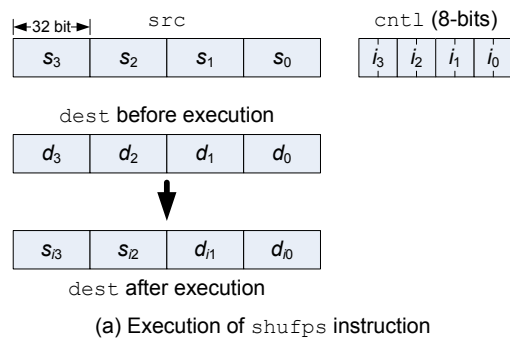 src cntl (8-bits)
32 bit
s3 s2 s1 s0 i3 i2 i1 i0
dest before execution
d3 d2 d1 d0
si3 si2 di1 di0
dest after execution
(a) Execution of shufps instruction